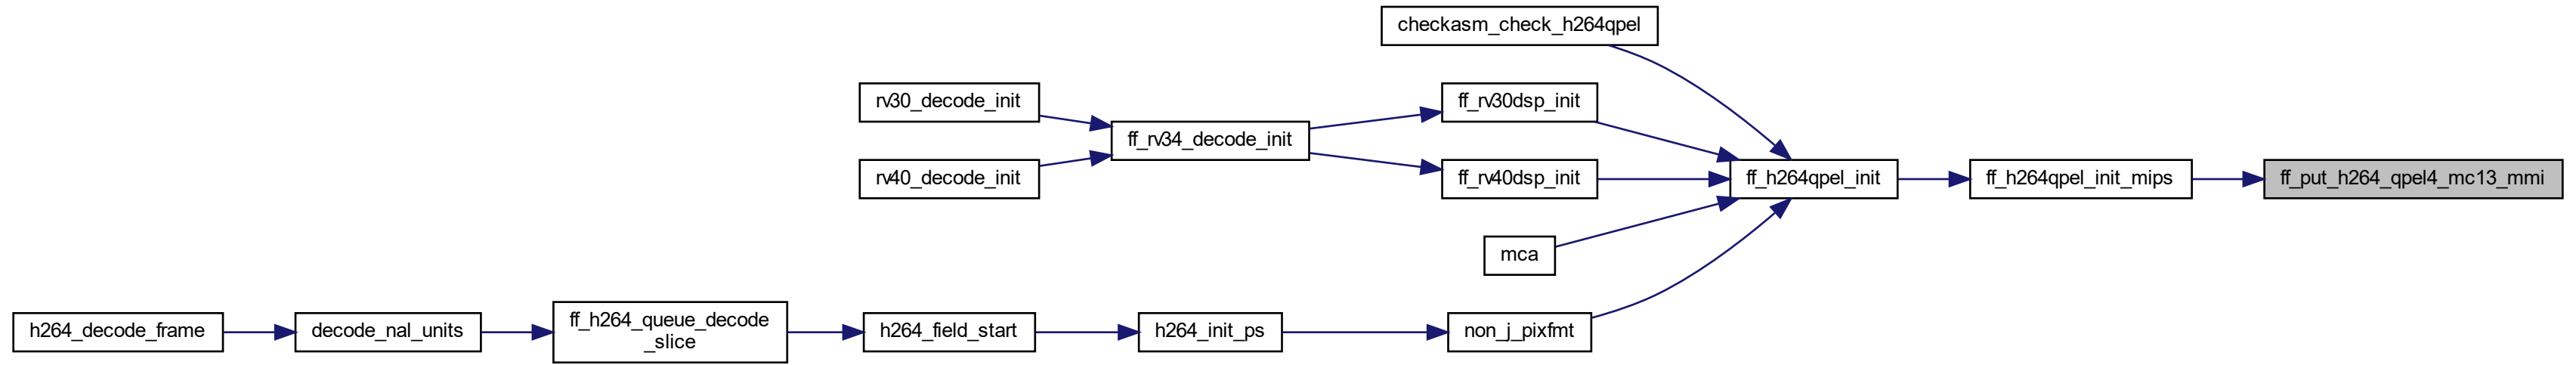 checkasm_check_h264qpel
rv30_decode_init
ff_rv30dsp_init
ff_rv34_decode_init
rv40_decode_init
ff_rv40dsp_init
ff_h264qpel_init
ff_h264qpel_init_mips
ff_put_h264_qpel4_mc13_mmi
mca
h264_decode_frame
decode_nal_units
ff_h264_queue_decode
_slice
h264_field_start
h264_init_ps
non_j_pixfmt